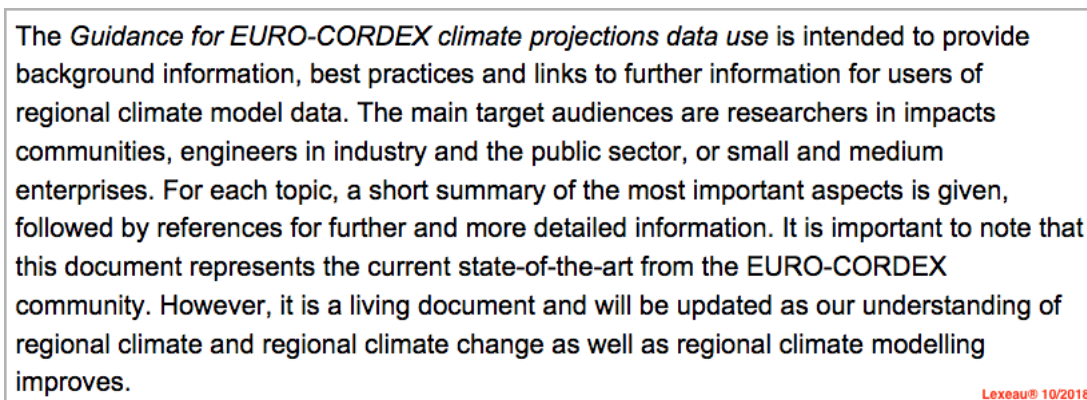 The Guidance for EURO-CORDEX climate projections data use is intended to provide
background information, best practices and links to further information for users of
regional climate model data. The main target audiences are researchers in impacts
communities, engineers in industry and the public sector, or small and medium
enterprises. For each topic, a short summary of the most important aspects is given,
followed by references for further and more detailed information. It is important to note that
this document represents the current state-of-the-art from the EURO-CORDEX
community. However, it is a living document and will be updated as our understanding of
regional climate and regional climate change as well as regional climate modelling
improves.
Lexeau® 10/2018